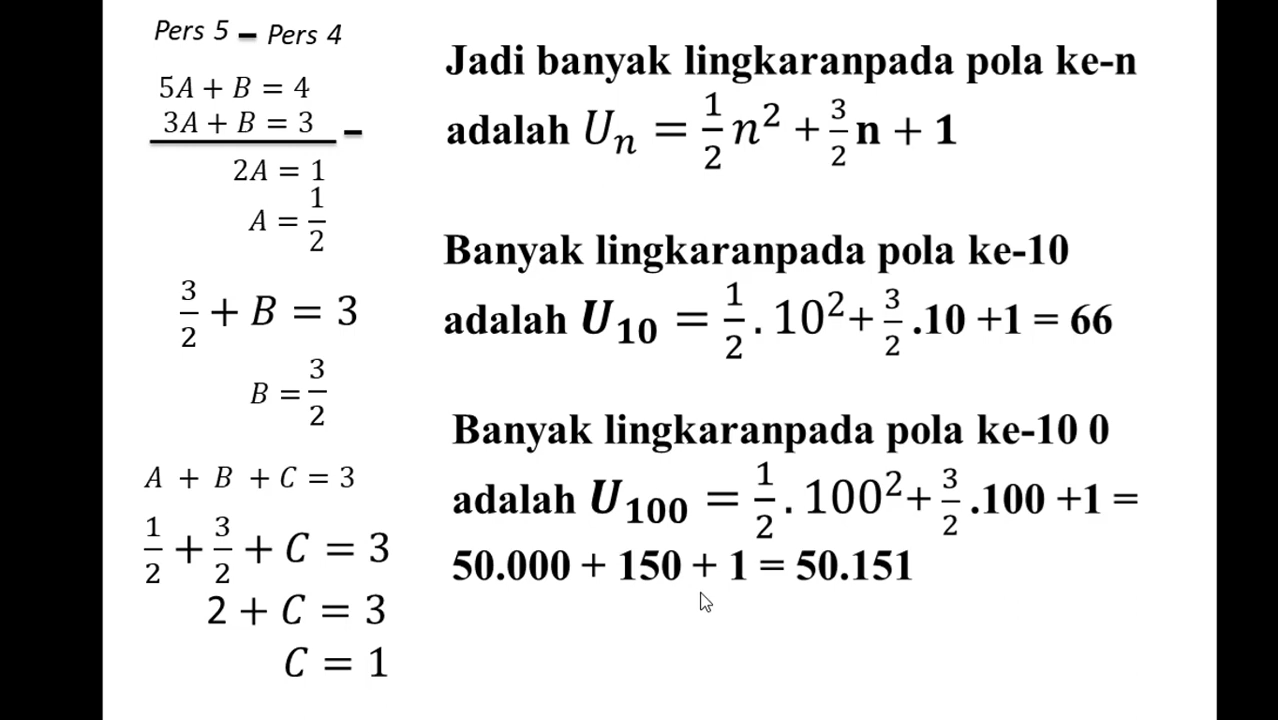 Pers 5 - Pers 4
5A + B = 4
3A + B = 3 -
2A = 1
A = 1/2
3/2 + B = 3
B = 3/2
A + B + C = 3
1/2 + 3/2 + C = 3
2 + C = 3
C = 1
Jadi banyak lingkaranpada pola ke-n
adalah Uₙ = 1/2 n² + 3/2 n + 1
Banyak lingkaranpada pola ke-10
adalah U₁₀ = 1/2 . 10² + 3/2 .10 +1 = 66
Banyak lingkaranpada pola ke-10 0
adalah U₁₀₀ = 1/2 . 100² + 3/2 .100 +1 =
50.000 + 150 + 1 = 50.151